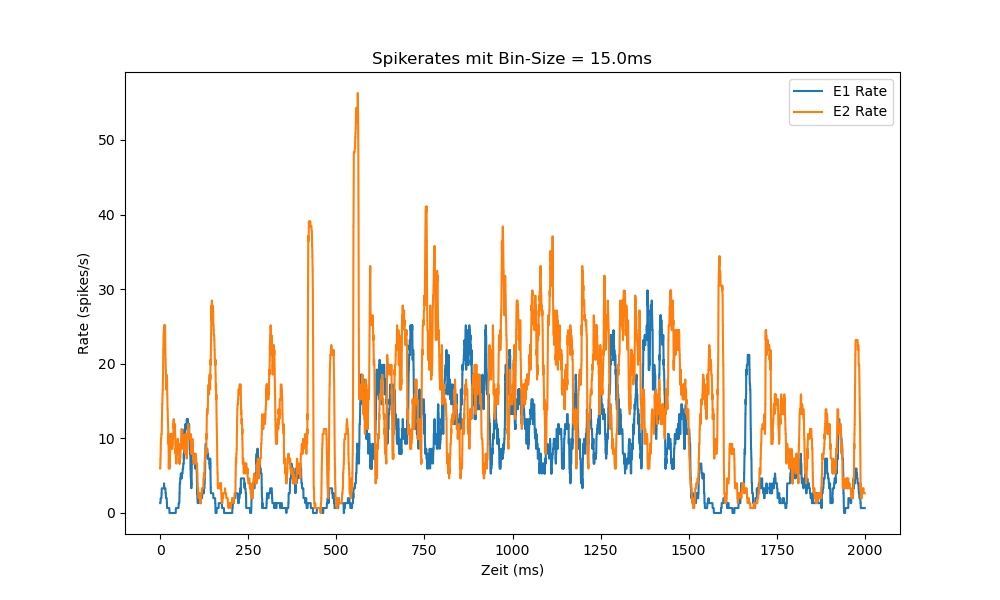 Spikerates mit Bin-Size = 15.0ms
E1 Rate
E2 Rate
Rate (spikes/s)
50
40
30
20
10
0
0 250 500 750 1000 1250 1500 1750 2000
Zeit (ms)